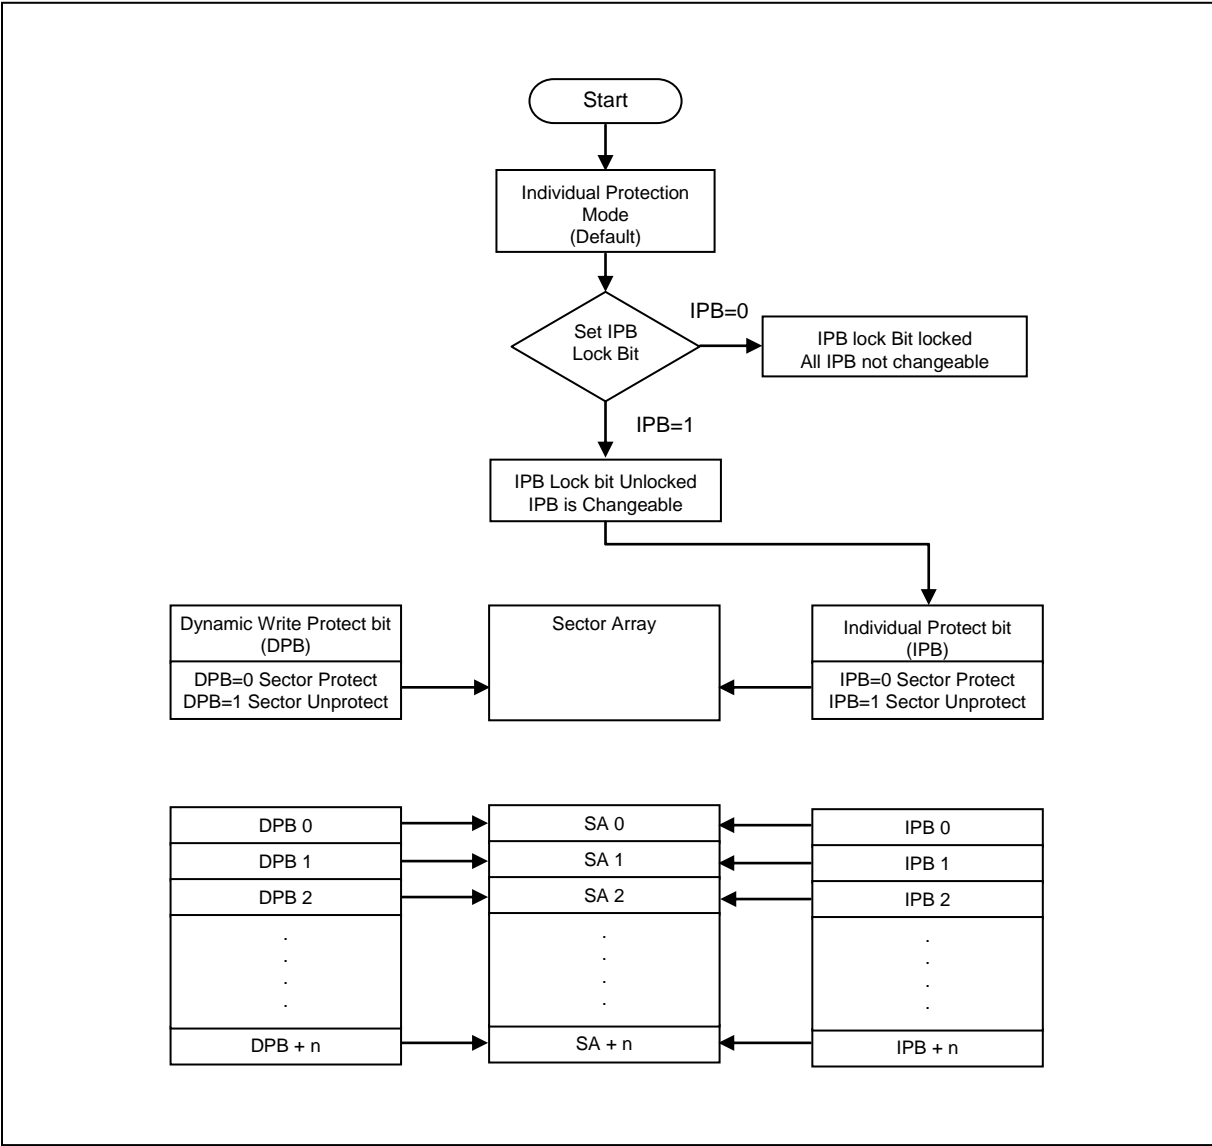 Start
Individual Protection
Mode
(Default)
IPB=0
Set IPB
Lock Bit
IPB lock Bit locked
All IPB not changeable
IPB=1
IPB Lock bit Unlocked
IPB is Changeable
Dynamic Write Protect bit
(DPB)
DPB=0 Sector Protect
DPB=1 Sector Unprotect
Sector Array
Individual Protect bit
(IPB)
IPB=0 Sector Protect
IPB=1 Sector Unprotect
DPB 0
SA 0
IPB 0
DPB 1
SA 1
IPB 1
DPB 2
SA 2
IPB 2
. . .
. . .
. . .
. . .
DPB + n
SA + n
IPB + n